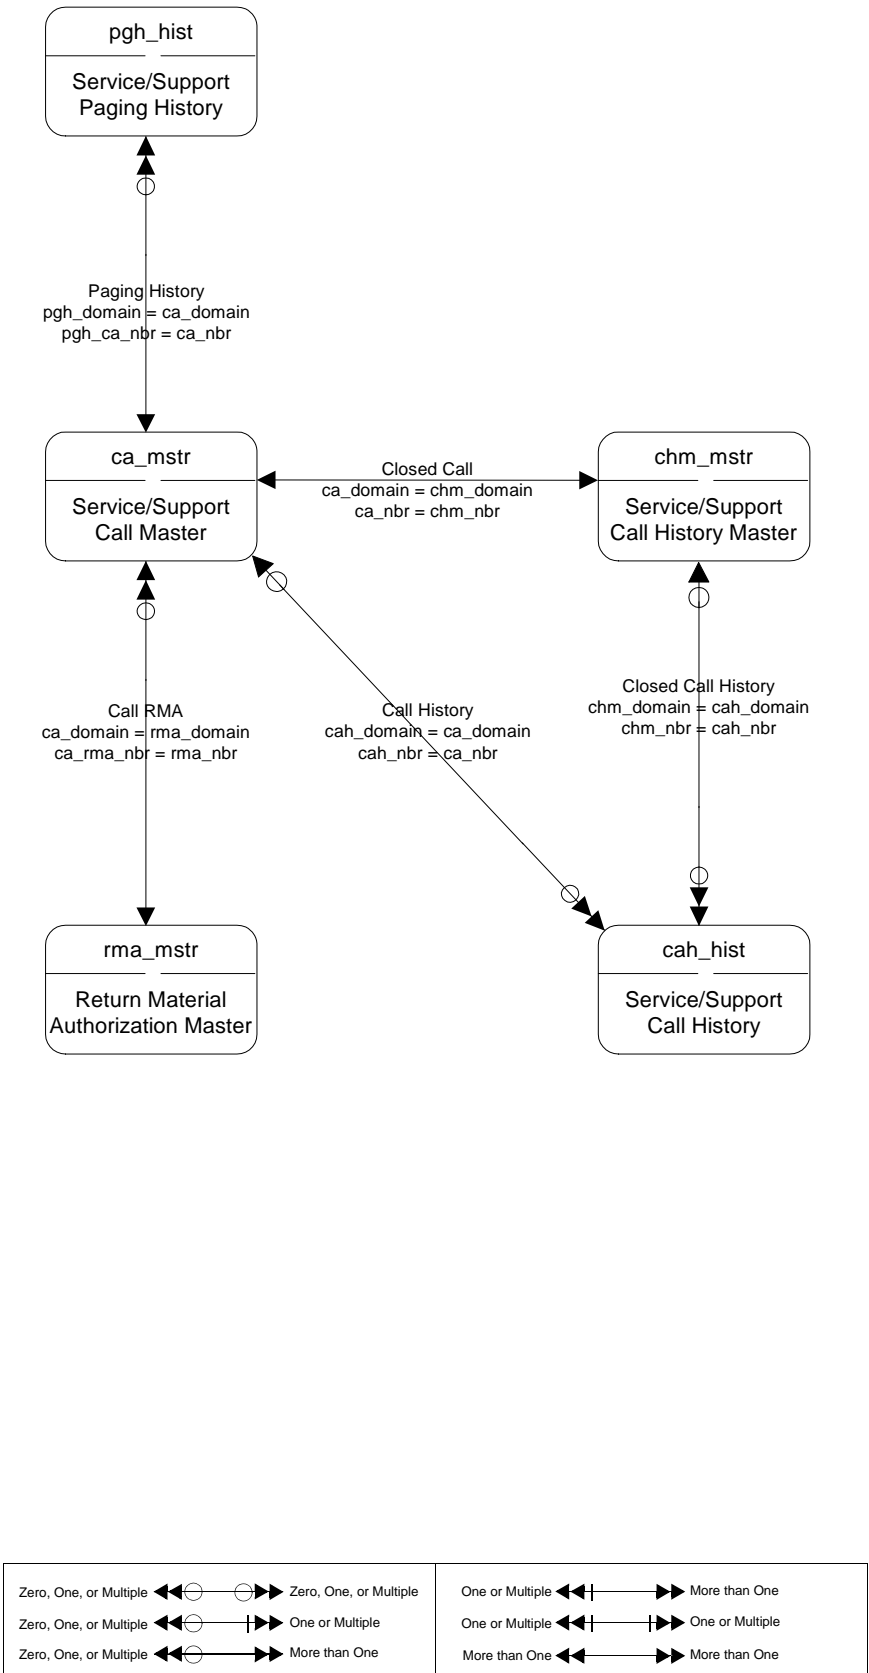 pgh_hist
Service/Support
Paging History
Paging History
pgh_domain = ca_domain
pgh_ca_nbr = ca_nbr
ca_mstr
Service/Support
Call Master
Closed Call
ca_domain = chm_domain
ca_nbr = chm_nbr
chm_mstr
Service/Support
Call History Master
Call RMA
ca_domain = rma_domain
ca_rma_nbr = rma_nbr
Call History
cah_domain = ca_domain
cah_nbr = ca_nbr
Closed Call History
chm_domain = cah_domain
chm_nbr = cah_nbr
rma_mstr
Return Material
Authorization Master
cah_hist
Service/Support
Call History
Zero, One, or Multiple Zero, One, or Multiple
Zero, One, or Multiple One or Multiple
Zero, One, or Multiple More than One
One or Multiple More than One
One or Multiple One or Multiple
More than One More than One